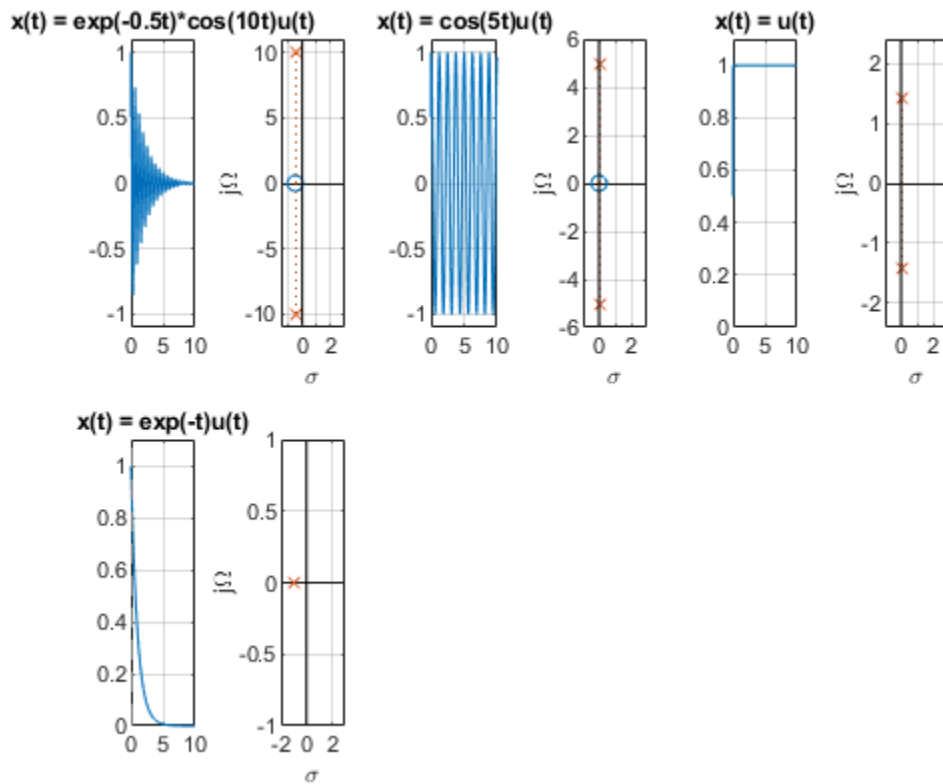 x(t) = exp(-0.5t)*cos(10t)u(t)
1
0.5
0
-0.5
-1
0 5 10
10
5
0
-5
-10
jΩ
0 2
σ
x(t) = cos(5t)u(t)
1
0.5
0
-0.5
-1
0 5 10
6
4
2
0
-2
-4
-6
jΩ
0 2
σ
x(t) = u(t)
1
0.8
0.6
0.4
0.2
0
0 5 10
2
1
0
-1
-2
jΩ
0 2
σ
x(t) = exp(-t)u(t)
1
0.8
0.6
0.4
0.2
0
0 5 10
1
0.5
0
-0.5
-1
jΩ
-2 0 2
σ